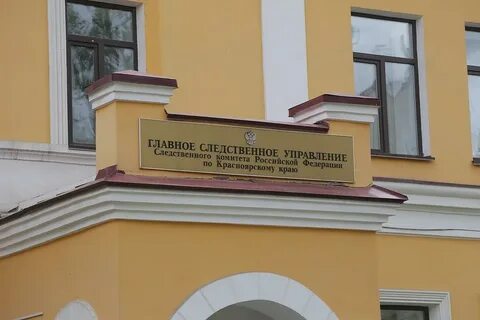 ГЛАВНОЕ СЛЕДСТВЕННОЕ УПРАВЛЕНИЕ
Следственного комитета Российской Федерации
по Красноярскому краю